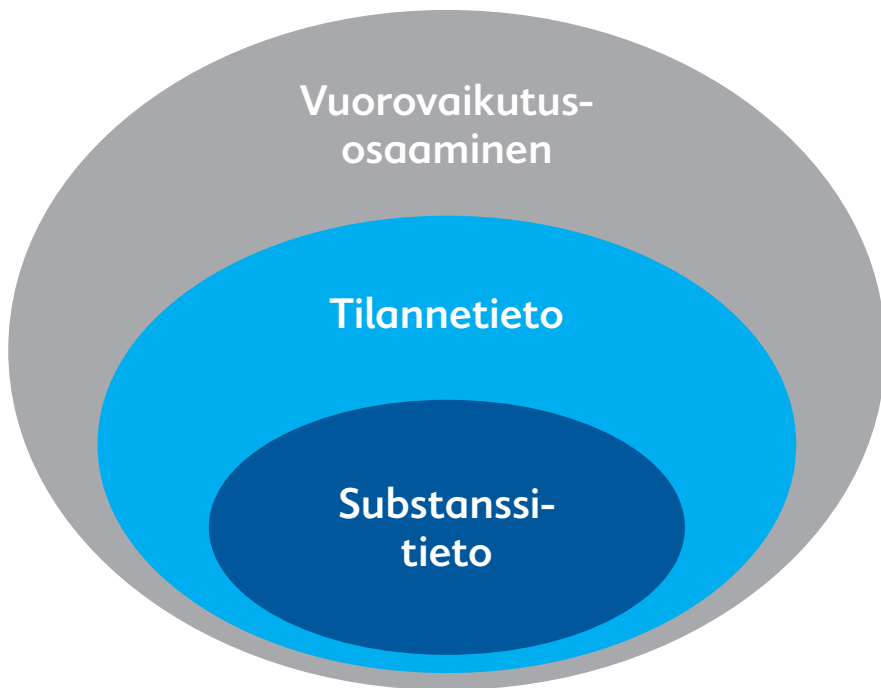 Vuorovaikutus-
osaaminen
Tilannetieto
Substanssi-
tieto